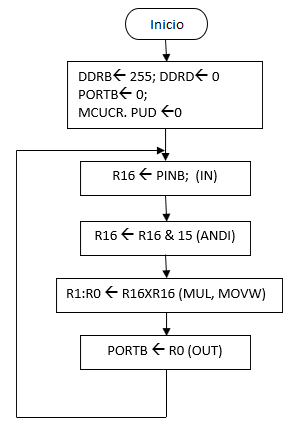 Inicio
DDRB← 255; DDRD← 0
PORTB← 0;
MCUCR. PUD ←0
R16 ← PINB; (IN)
R16 ← R16 & 15 (ANDI)
R1:R0 ← R16XR16 (MUL, MOVW)
PORTB ← R0 (OUT)